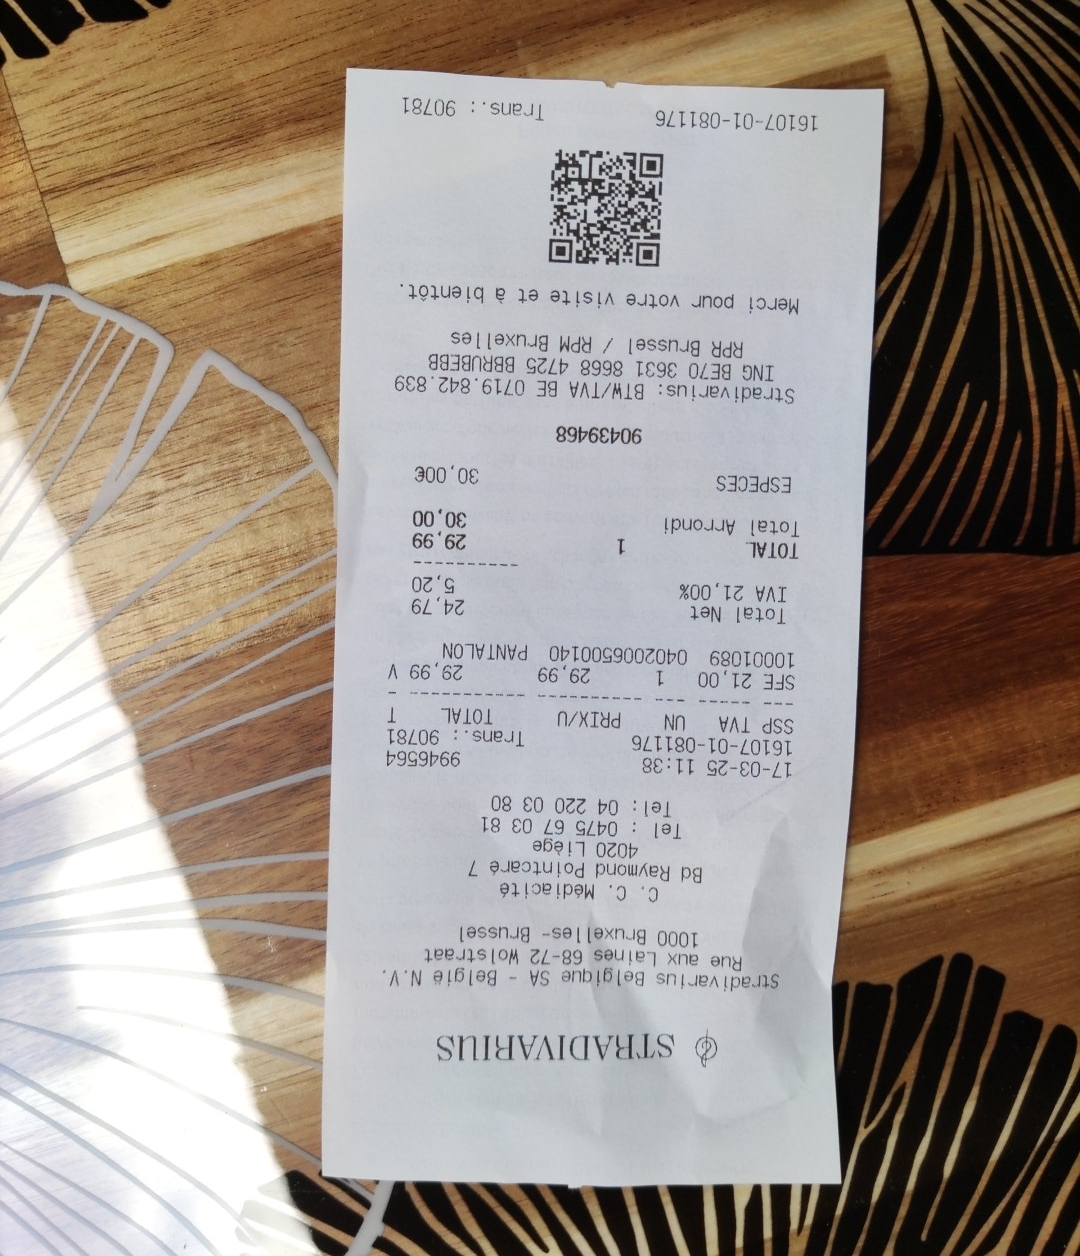 STRADIVARIUS
Stradivarius Belgique SA - België N.V.
Rue aux Laines 68-72 Wolstraat
1000 Bruxelles- Brussel
C. C. Médiacité
Bd Raymond Pointcaré 7
4020 Liège
Tel : 0475 67 03 81
Tel: 04 220 03 80
17-03-25 11:38 9946564
16107-01-081176 Trans.: 90781
SSP TVA UN PRIX/U TOTAL T
--- ----- --- ------- ---------- -
SFE 21,00 1 29,99 29,99 V
10001089 04020065001​40 PANTALON
Total Net 24,79
IVA 21,00% 5,20
-----------
TOTAL 1 29,99
Total Arrondi 30,00
ESPECES 30,00€
90439468
Stradivarius: BTW/TVA BE 0719.842.839
ING BE70 3631 8668 4725 BBRUBEBB
RPR Brussel / RPM Bruxelles
Merci pour votre visite et à bientôt.
16107-01-081176 Trans.: 90781